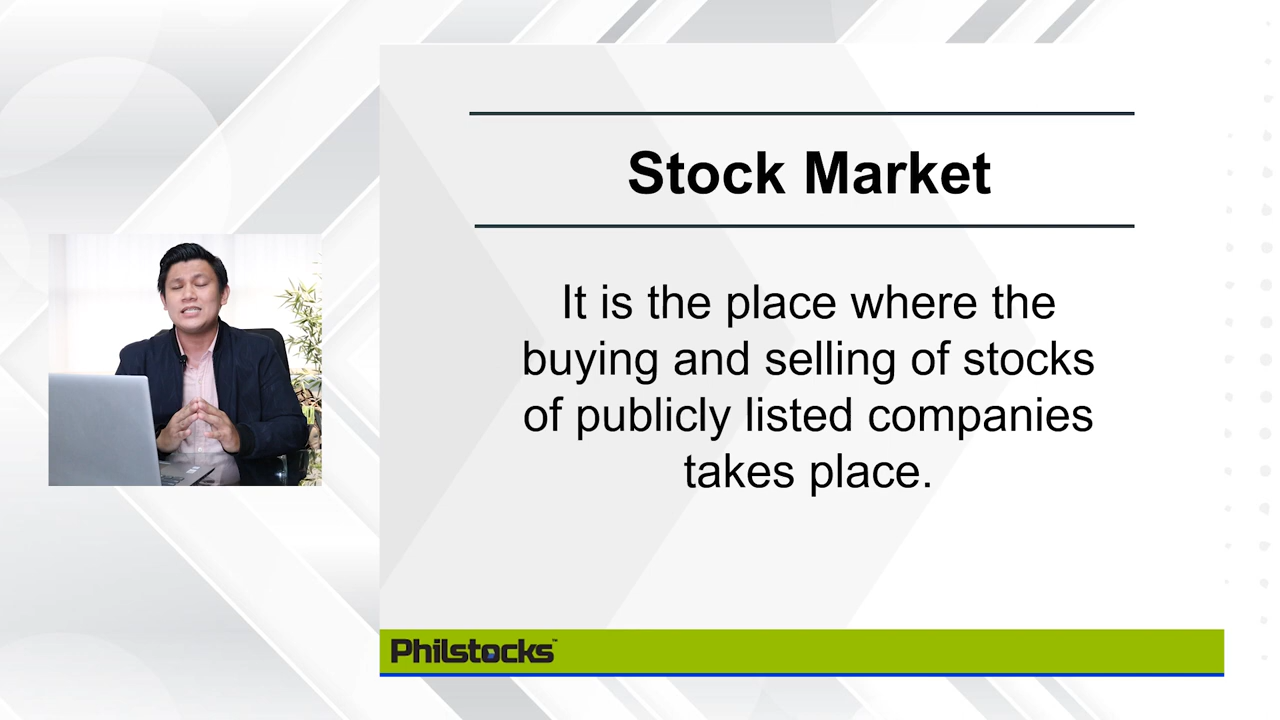 Stock Market
It is the place where the
buying and selling of stocks
of publicly listed companies
takes place.
Philstocks™